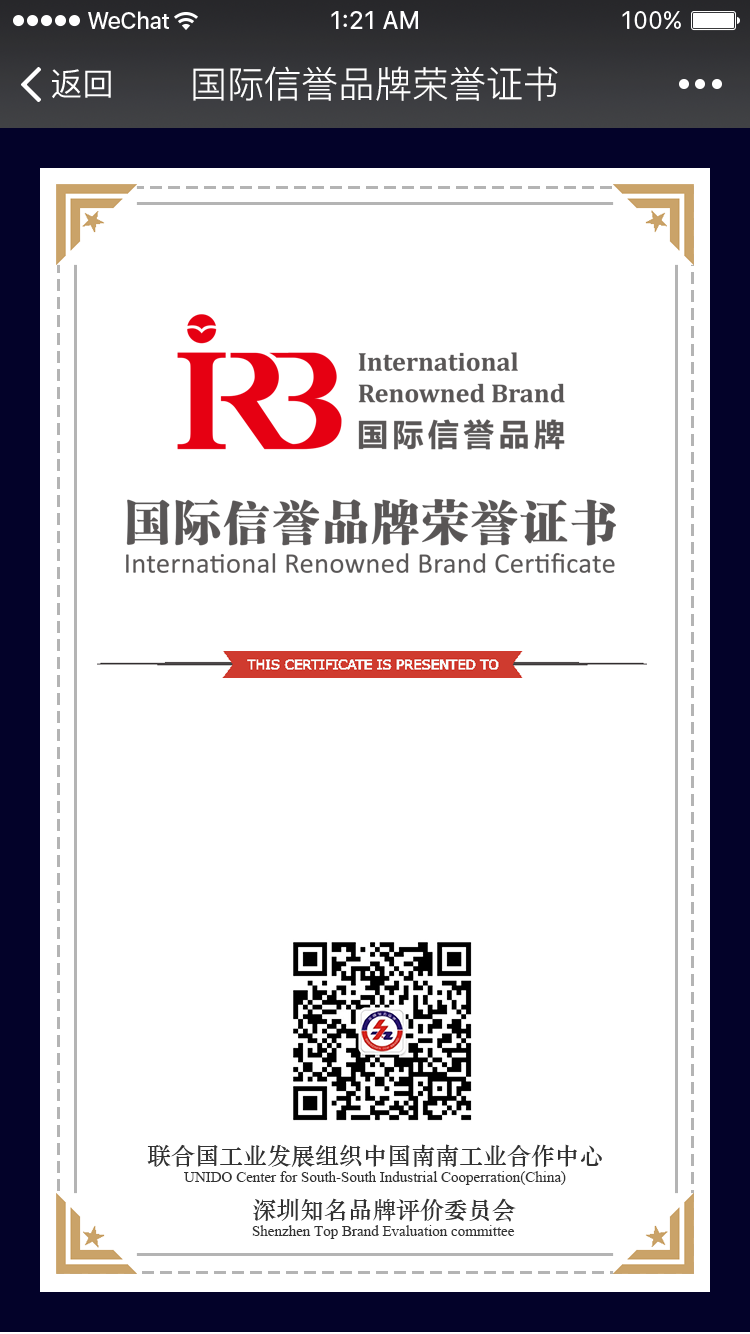 WeChat 1:21 AM 100%
返回 国际信誉品牌荣誉证书
iRB
International
Renowned Brand
国际信誉品牌
国际信誉品牌荣誉证书
International Renowned Brand Certificate
THIS CERTIFICATE IS PRESENTED TO
联合国工业发展组织中国南南工业合作中心
UNIDO Center for South-South Industrial Cooperration(China)
深圳知名品牌评价委员会
Shenzhen Top Brand Evaluation committee